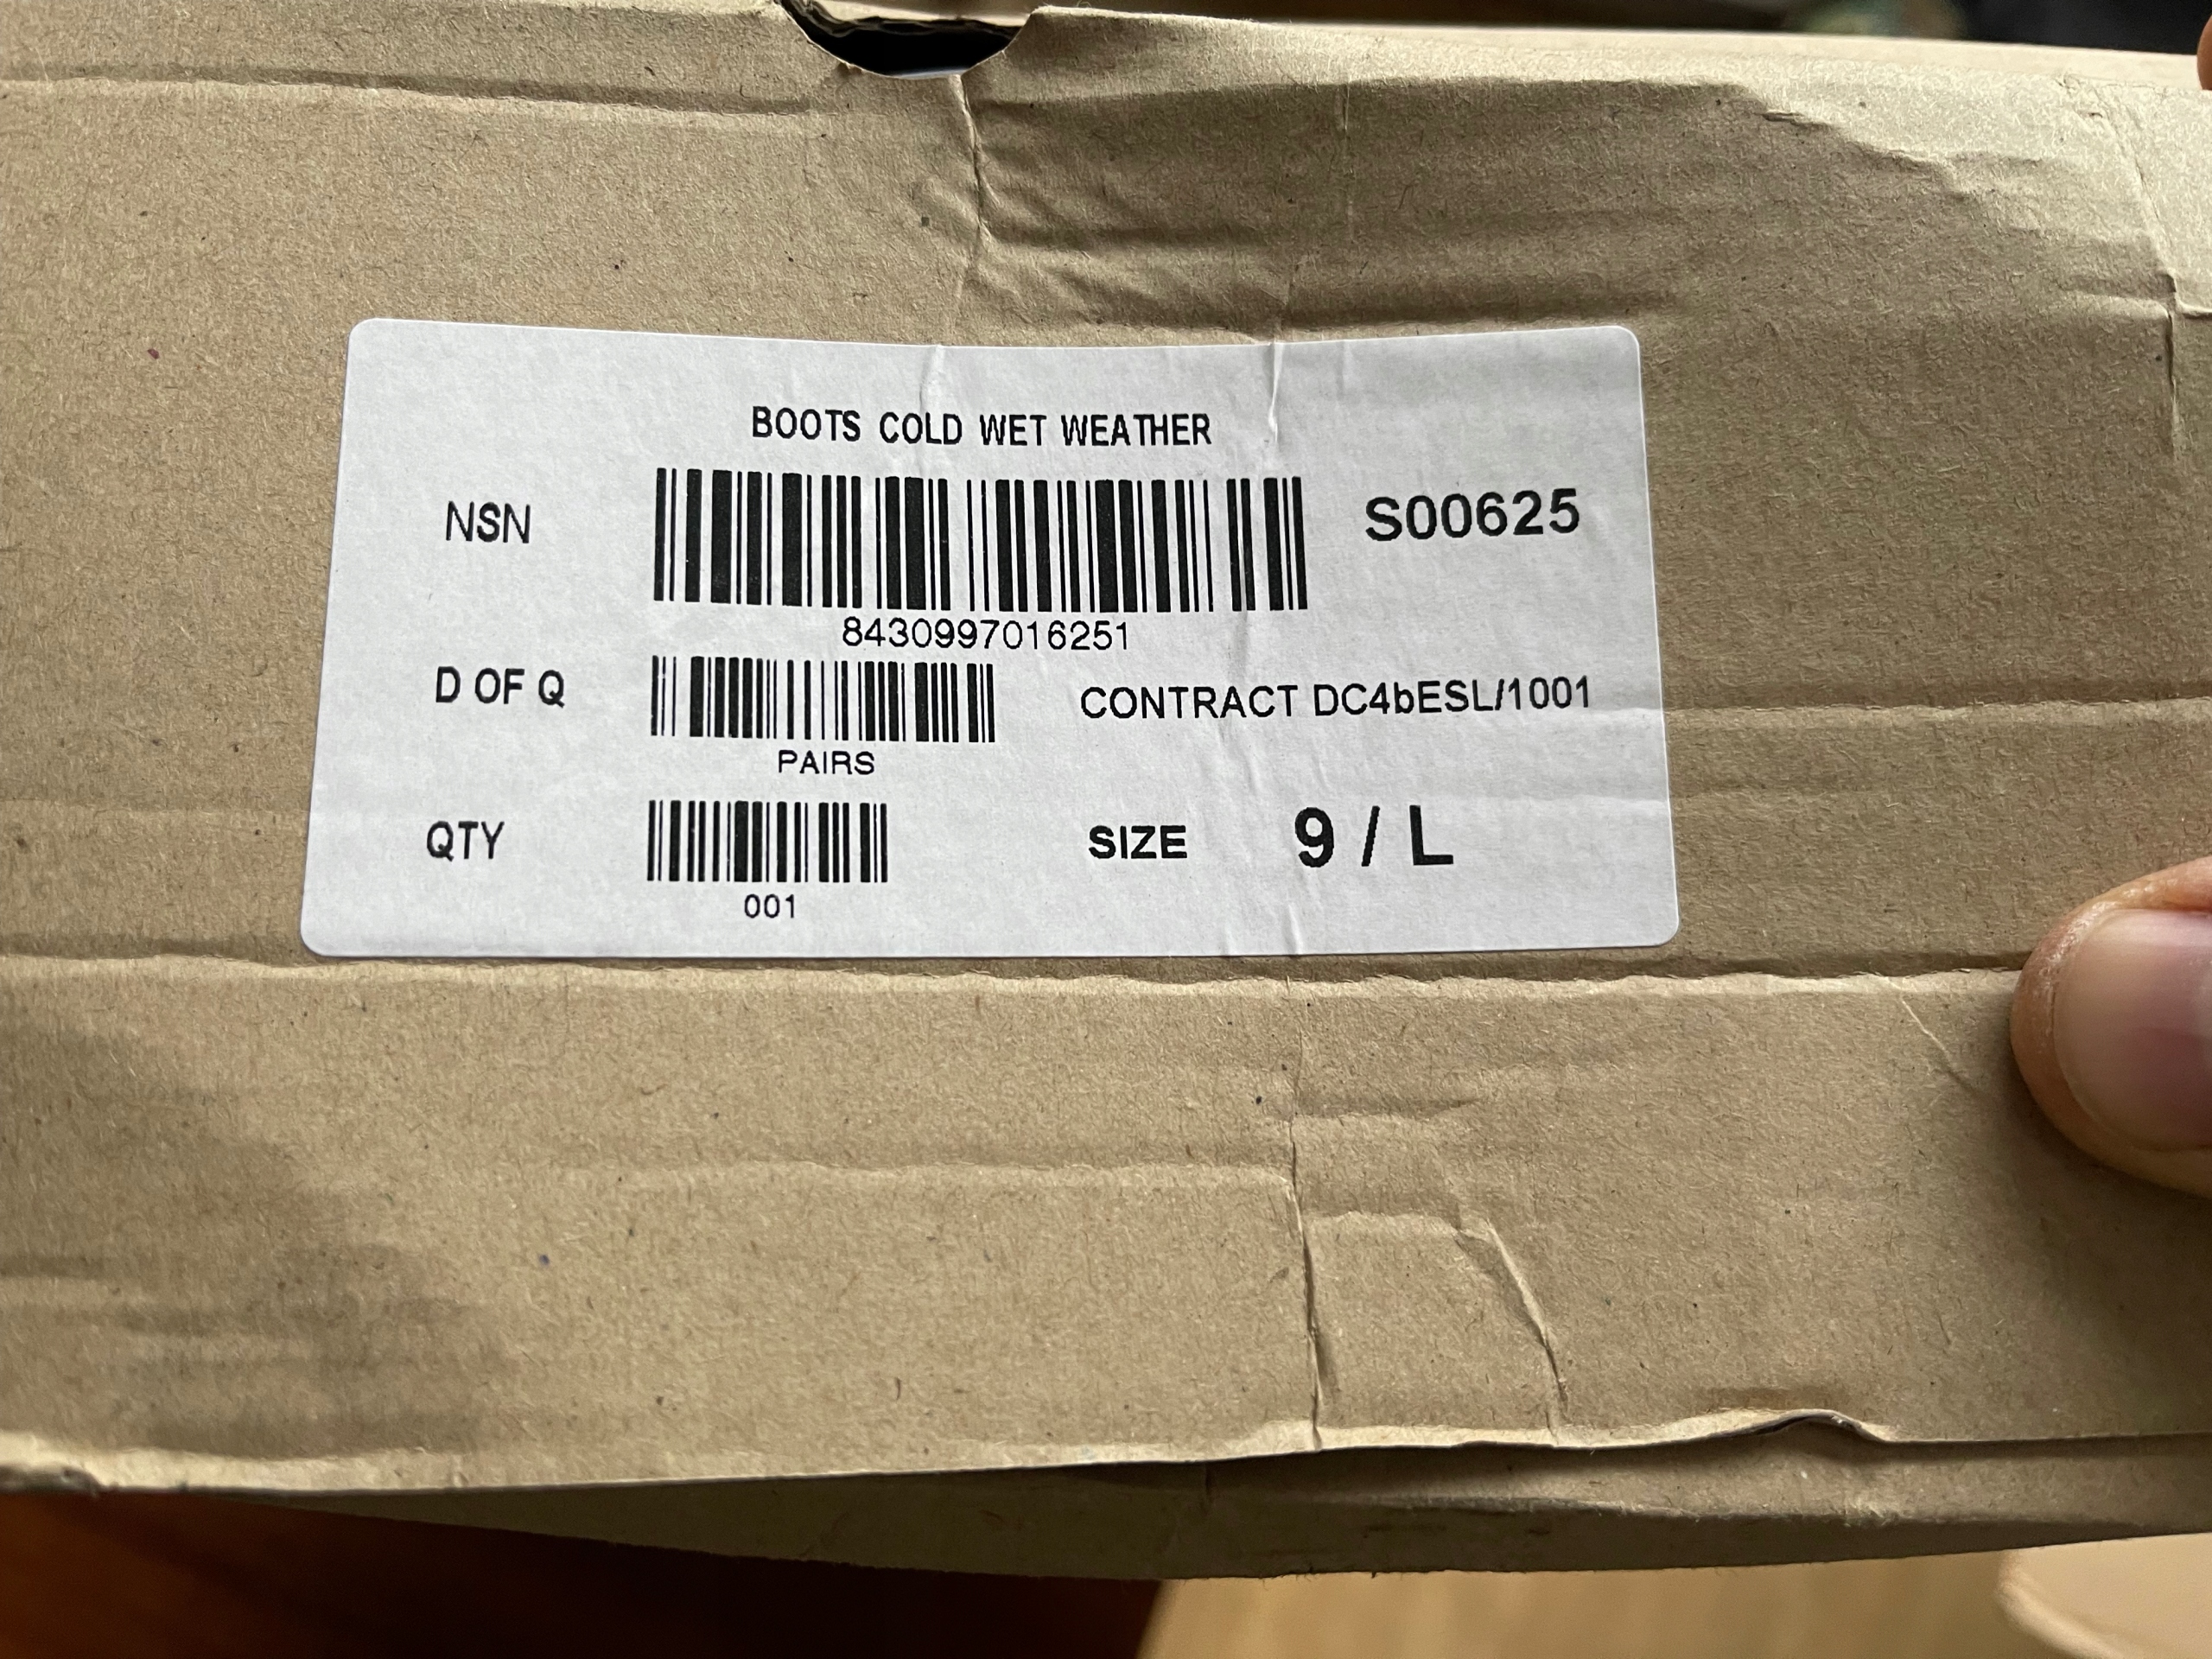 BOOTS COLD WET WEATHER
NSN
S00625
8430997016251
D OF Q
CONTRACT DC4bESL/1001
PAIRS
QTY
SIZE 9 / L
001